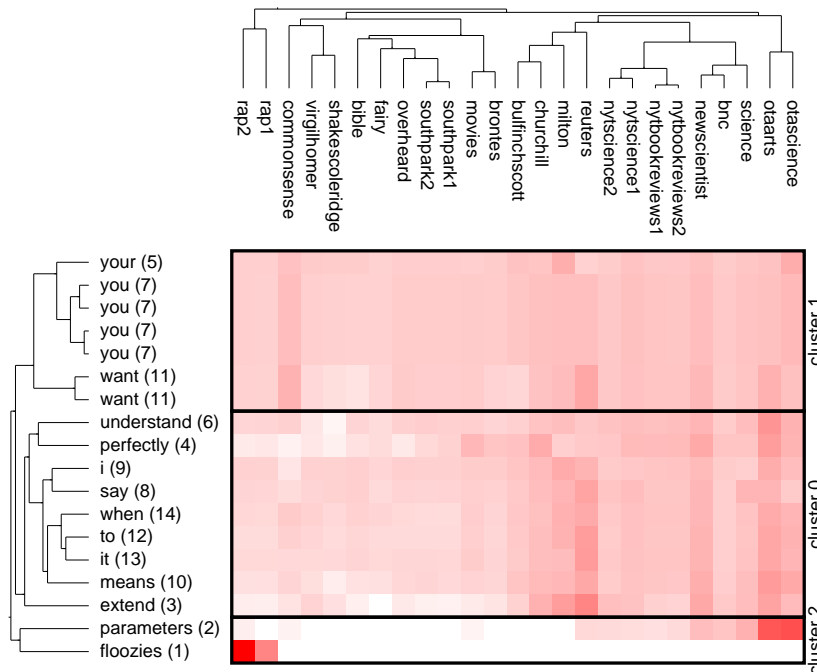 rap2
rap1
commonsense
virgilhomer
shakescoleridge
bible
fairy
overheard
southpark2
southpark1
movies
brontes
bulfinchscott
churchill
milton
reuters
nytscience2
nytscience1
nytbookreviews1
nytbookreviews2
newscientist
bnc
science
otaarts
otascience
your (5)
you (7)
you (7)
you (7)
you (7)
want (11)
want (11)
understand (6)
perfectly (4)
i (9)
say (8)
when (14)
to (12)
it (13)
means (10)
extend (3)
parameters (2)
floozies (1)
cluster 1
cluster 0
cluster 2